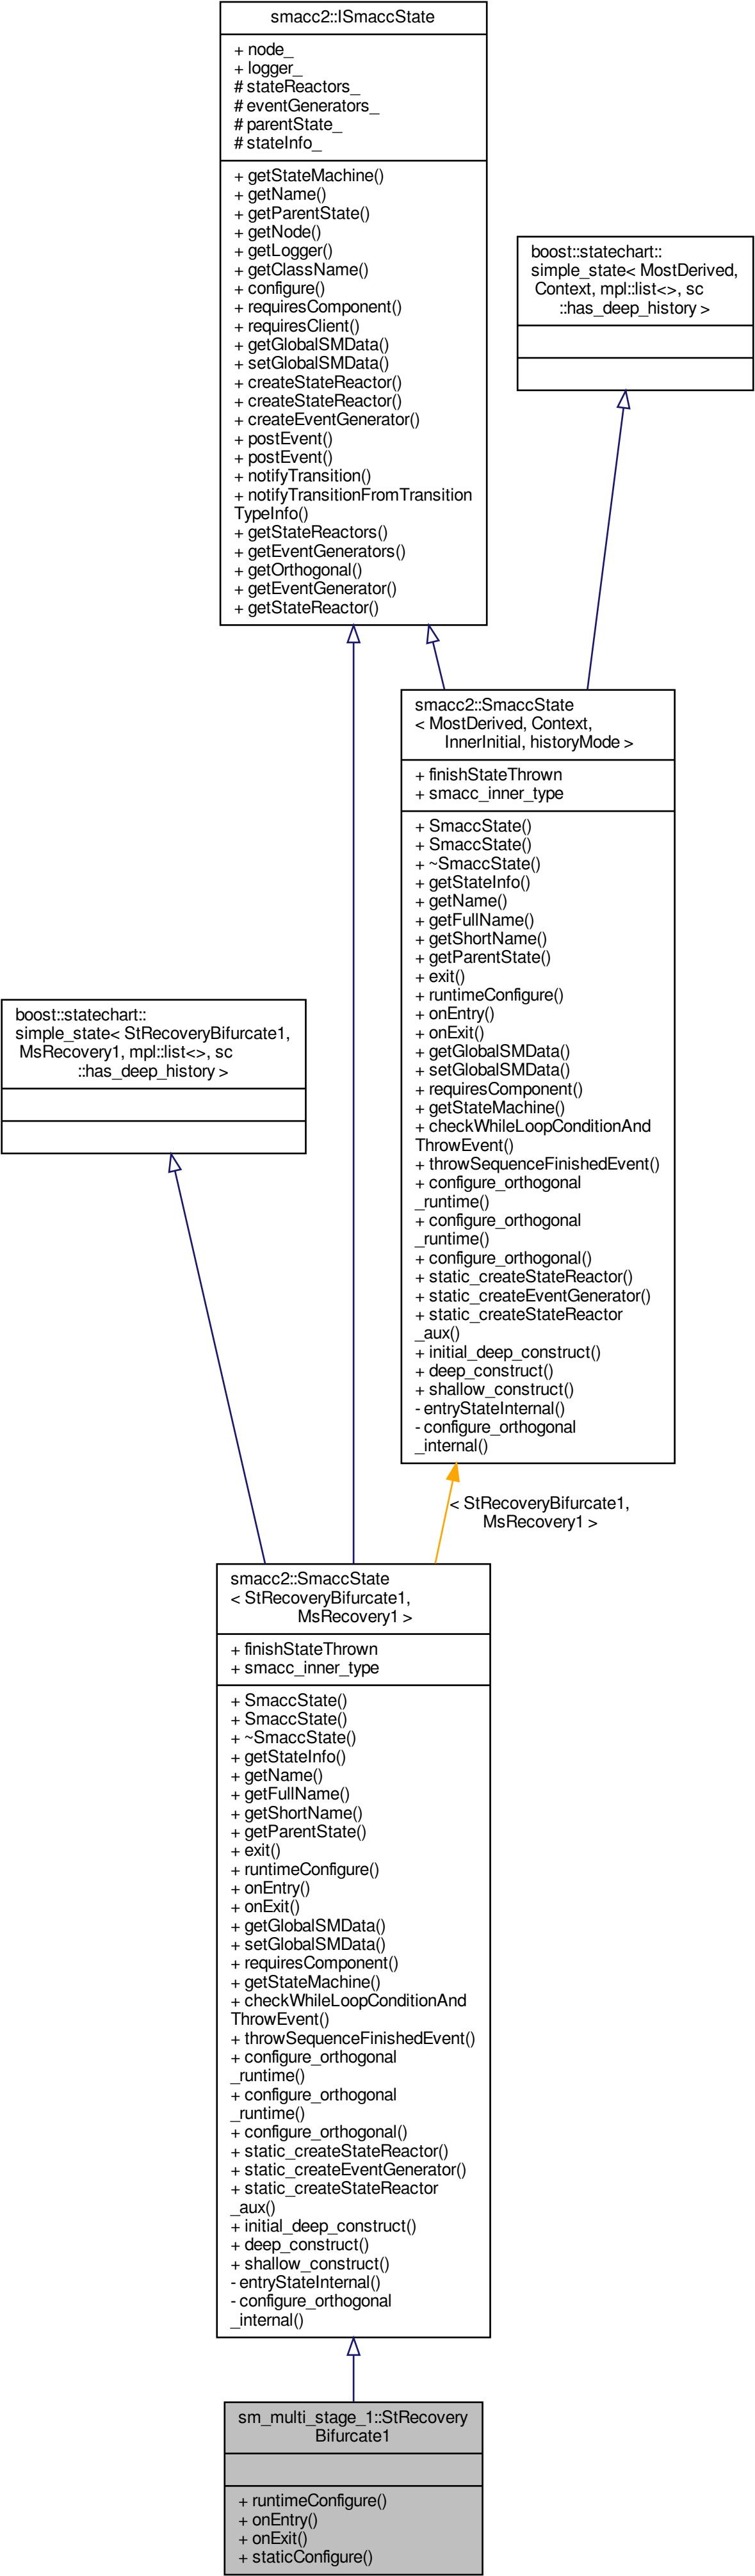 smacc2::ISmaccState
+ node_
+ logger_
# stateReactors_
# eventGenerators_
# parentState_
# stateInfo_
+ getStateMachine()
+ getName()
+ getParentState()
+ getNode()
+ getLogger()
+ getClassName()
+ configure()
+ requiresComponent()
+ requiresClient()
+ getGlobalSMData()
+ setGlobalSMData()
+ createStateReactor()
+ createStateReactor()
+ createEventGenerator()
+ postEvent()
+ postEvent()
+ notifyTransition()
+ notifyTransitionFromTransition
TypeInfo()
+ getStateReactors()
+ getEventGenerators()
+ getOrthogonal()
+ getEventGenerator()
+ getStateReactor()
boost::statechart::
simple_state< MostDerived,
Context, mpl::list<>, sc
::has_deep_history >
smacc2::SmaccState
< MostDerived, Context,
InnerInitial, historyMode >
+ finishStateThrown
+ smacc_inner_type
+ SmaccState()
+ SmaccState()
+ ~SmaccState()
+ getStateInfo()
+ getName()
+ getFullName()
+ getShortName()
+ getParentState()
+ exit()
+ runtimeConfigure()
+ onEntry()
+ onExit()
+ getGlobalSMData()
+ setGlobalSMData()
+ requiresComponent()
+ getStateMachine()
+ checkWhileLoopConditionAnd
ThrowEvent()
+ throwSequenceFinishedEvent()
+ configure_orthogonal
_runtime()
+ configure_orthogonal
_runtime()
+ configure_orthogonal()
+ static_createStateReactor()
+ static_createEventGenerator()
+ static_createStateReactor
_aux()
+ initial_deep_construct()
+ deep_construct()
+ shallow_construct()
- entryStateInternal()
- configure_orthogonal
_internal()
boost::statechart::
simple_state< StRecoveryBifurcate1,
MsRecovery1, mpl::list<>, sc
::has_deep_history >
< StRecoveryBifurcate1,
MsRecovery1 >
smacc2::SmaccState
< StRecoveryBifurcate1,
MsRecovery1 >
+ finishStateThrown
+ smacc_inner_type
+ SmaccState()
+ SmaccState()
+ ~SmaccState()
+ getStateInfo()
+ getName()
+ getFullName()
+ getShortName()
+ getParentState()
+ exit()
+ runtimeConfigure()
+ onEntry()
+ onExit()
+ getGlobalSMData()
+ setGlobalSMData()
+ requiresComponent()
+ getStateMachine()
+ checkWhileLoopConditionAnd
ThrowEvent()
+ throwSequenceFinishedEvent()
+ configure_orthogonal
_runtime()
+ configure_orthogonal
_runtime()
+ configure_orthogonal()
+ static_createStateReactor()
+ static_createEventGenerator()
+ static_createStateReactor
_aux()
+ initial_deep_construct()
+ deep_construct()
+ shallow_construct()
- entryStateInternal()
- configure_orthogonal
_internal()
sm_multi_stage_1::StRecovery
Bifurcate1
+ runtimeConfigure()
+ onEntry()
+ onExit()
+ staticConfigure()